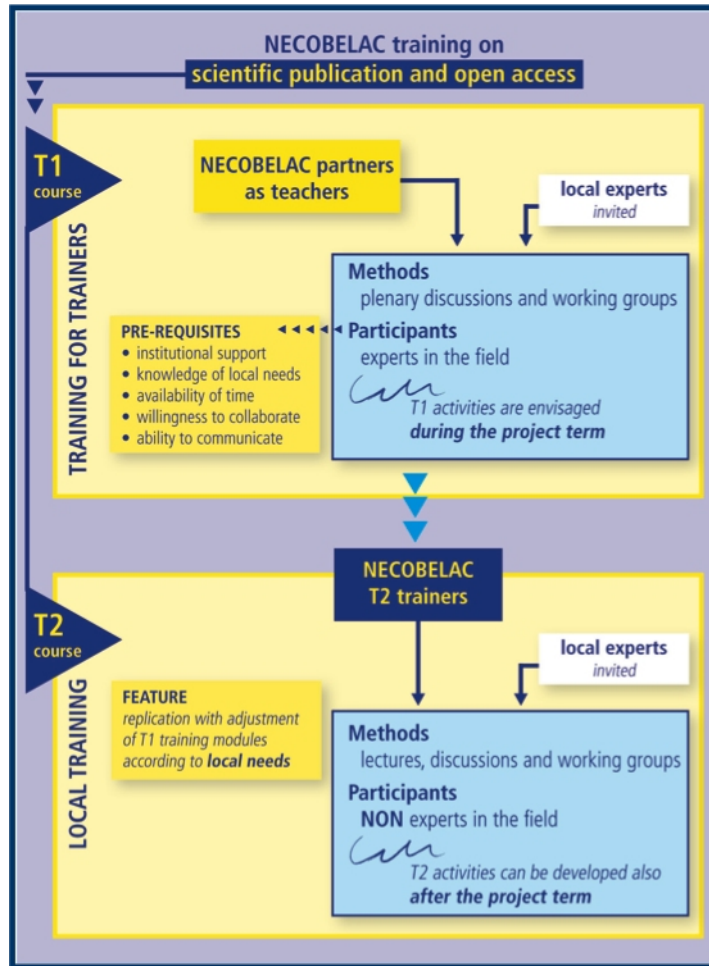 NECOBELAC training on
scientific publication and open access
T1
course
TRAINING FOR TRAINERS
NECOBELAC partners
as teachers
local experts
invited
Methods
plenary discussions and working groups
Participants
experts in the field
T1 activities are envisaged
during the project term
PRE-REQUISITES
• institutional support
• knowledge of local needs
• availability of time
• willingness to collaborate
• ability to communicate
NECOBELAC
T2 trainers
T2
course
LOCAL TRAINING
local experts
invited
FEATURE
replication with adjustment
of T1 training modules
according to local needs
Methods
lectures, discussions and working groups
Participants
NON experts in the field
T2 activities can be developed also
after the project term